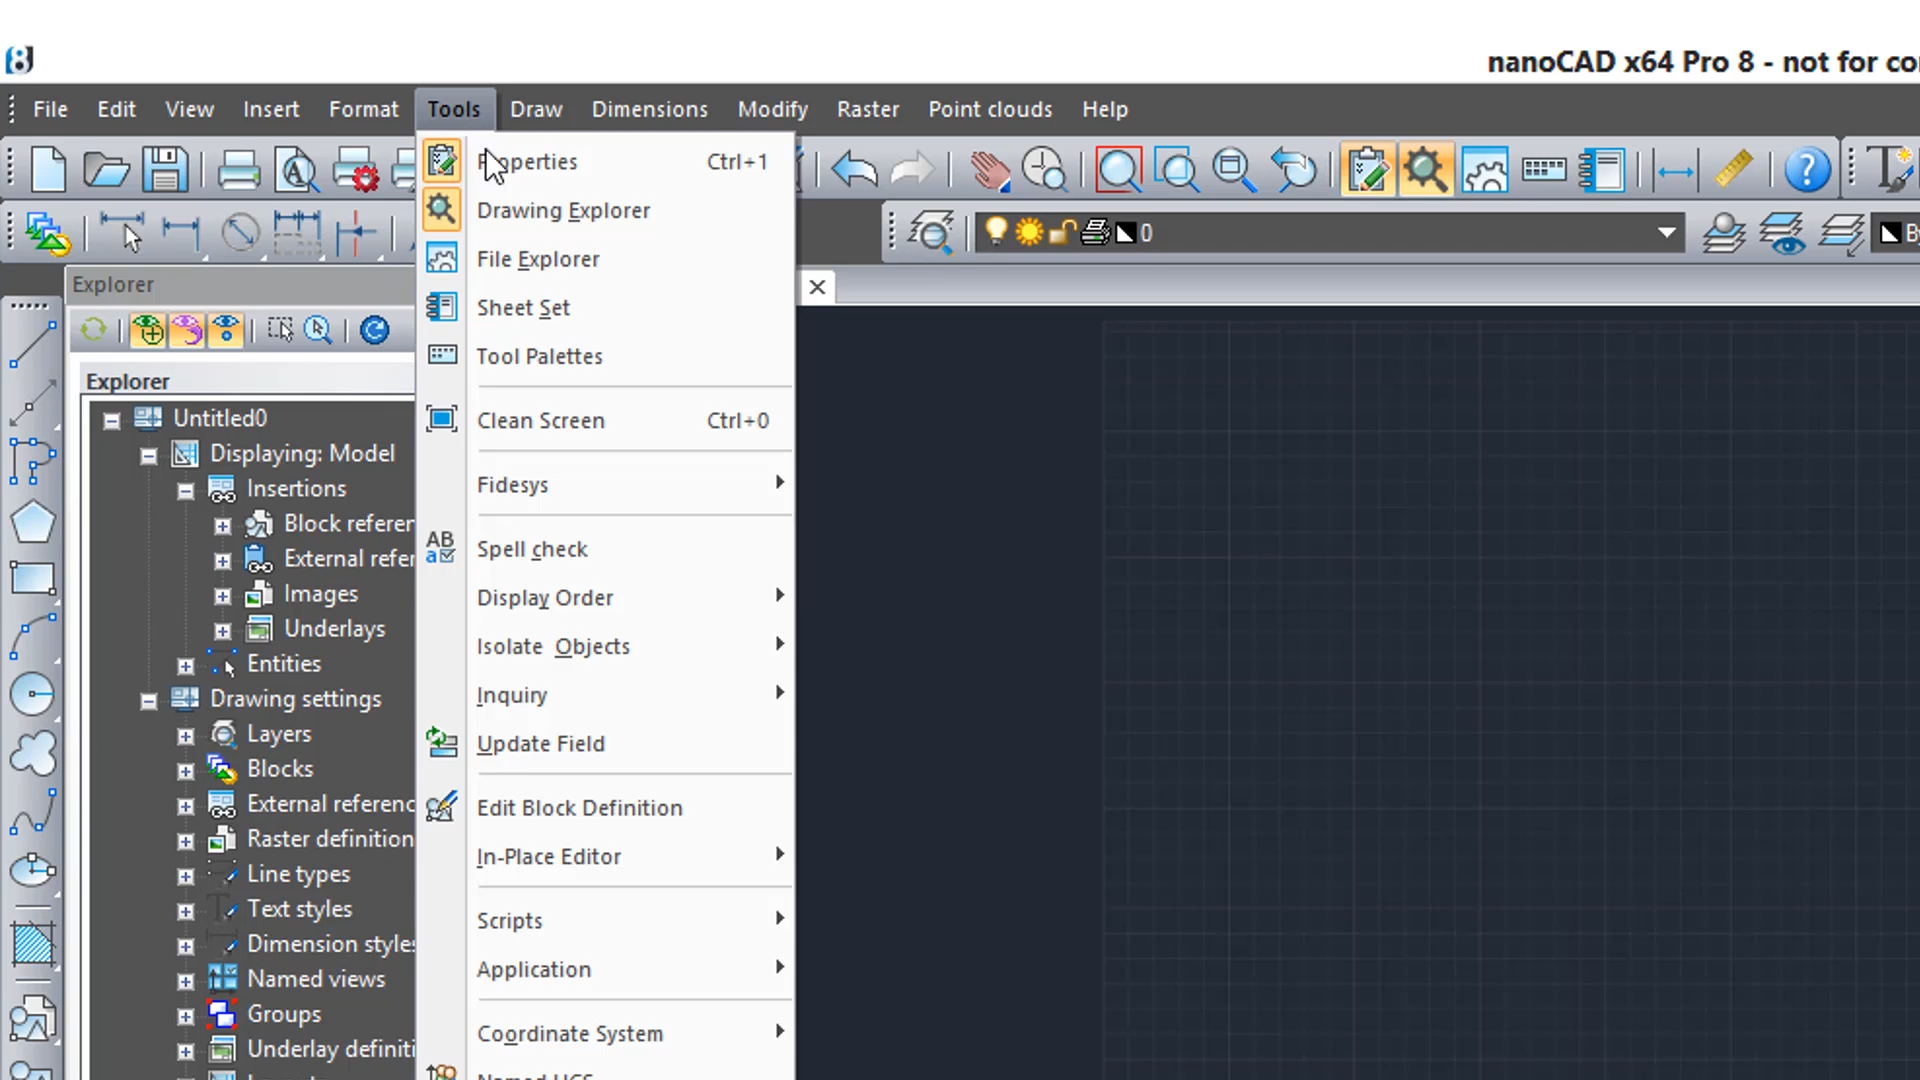 nanoCAD x64 Pro 8 - not for co
File Edit View Insert Format Tools Draw Dimensions Modify Raster Point clouds Help
Properties Ctrl+1
Drawing Explorer
File Explorer
Sheet Set
Tool Palettes
Clean Screen Ctrl+0
Fidesys
AB
a
Spell check
Display Order
Isolate Objects
Inquiry
Update Field
Edit Block Definition
In-Place Editor
Scripts
Application
Coordinate System
Named UCS
0
B
Explorer
Explorer
Untitled0
Displaying: Model
Insertions
Block referen
External refer
Images
Underlays
Entities
Drawing settings
Layers
Blocks
External referenc
Raster definition
Line types
Text styles
Dimension styles
Named views
Groups
Underlay definiti